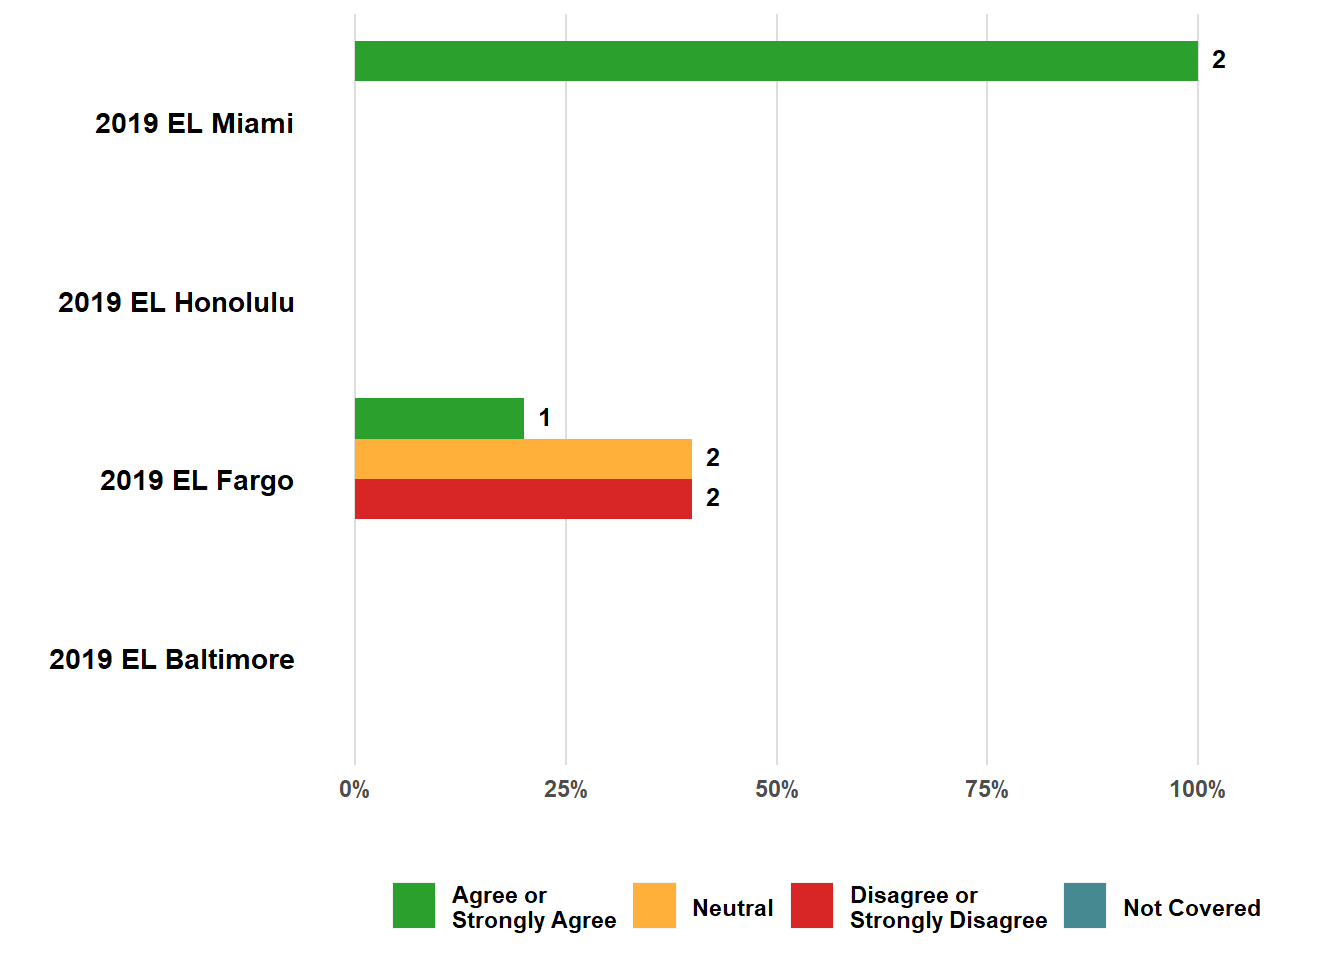 2
2019 EL Miami
2019 EL Honolulu
1
2
2019 EL Fargo
2
2019 EL Baltimore
0% 25% 50% 75% 100%
Agree or
Strongly Agree
Neutral
Disagree or
Strongly Disagree
Not Covered